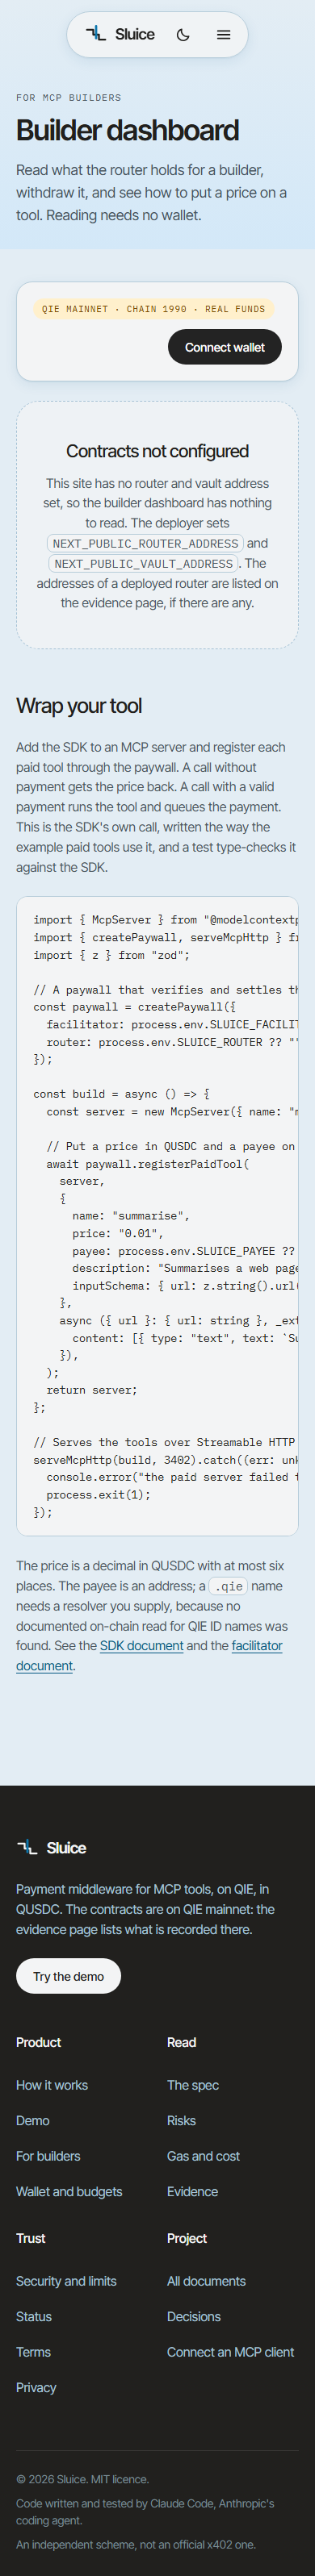 Sluice
FOR MCP BUILDERS
Builder dashboard
Read what the router holds for a builder,
withdraw it, and see how to put a price on a
tool. Reading needs no wallet.
QIE MAINNET · CHAIN 1990 · REAL FUNDS
Connect wallet
Contracts not configured
This site has no router and vault address
set, so the builder dashboard has nothing
to read. The deployer sets
NEXT_PUBLIC_ROUTER_ADDRESS and
NEXT_PUBLIC_VAULT_ADDRESS. The
addresses of a deployed router are listed on
the evidence page, if there are any.
Wrap your tool
Add the SDK to an MCP server and register each
paid tool through the paywall. A call without
payment gets the price back. A call with a valid
payment runs the tool and queues the payment.
This is the SDK's own call, written the way the
example paid tools use it, and a test type-checks it
against the SDK.
import { McpServer } from "@modelcontextp
import { createPaywall, serveMcpHttp } fr
import { z } from "zod";
// A paywall that verifies and settles th
const paywall = createPaywall({
facilitator: process.env.SLUICE_FACILIT
router: process.env.SLUICE_ROUTER ?? ""
});
const build = async () => {
const server = new McpServer({ name: "m
// Put a price in QUSDC and a payee on
await paywall.registerPaidTool(
server,
{
name: "summarise",
price: "0.01",
payee: process.env.SLUICE_PAYEE ??
description: "Summarises a web page
inputSchema: { url: z.string().url(
},
async ({ url }: { url: string }, _ext
content: [{ type: "text", text: `Su
}),
);
return server;
};
// Serves the tools over Streamable HTTP
serveMcpHttp(build, 3402).catch((err: unk
console.error("the paid server failed t
process.exit(1);
});
The price is a decimal in QUSDC with at most six
places. The payee is an address; a .qie name
needs a resolver you supply, because no
documented on-chain read for QIE ID names was
found. See the SDK document and the facilitator
document.
Sluice
Payment middleware for MCP tools, on QIE, in
QUSDC. The contracts are on QIE mainnet: the
evidence page lists what is recorded there.
Try the demo
Product
How it works
Demo
For builders
Wallet and budgets
Read
The spec
Risks
Gas and cost
Evidence
Trust
Security and limits
Status
Terms
Privacy
Project
All documents
Decisions
Connect an MCP client
© 2026 Sluice. MIT licence.
Code written and tested by Claude Code, Anthropic's
coding agent.
An independent scheme, not an official x402 one.